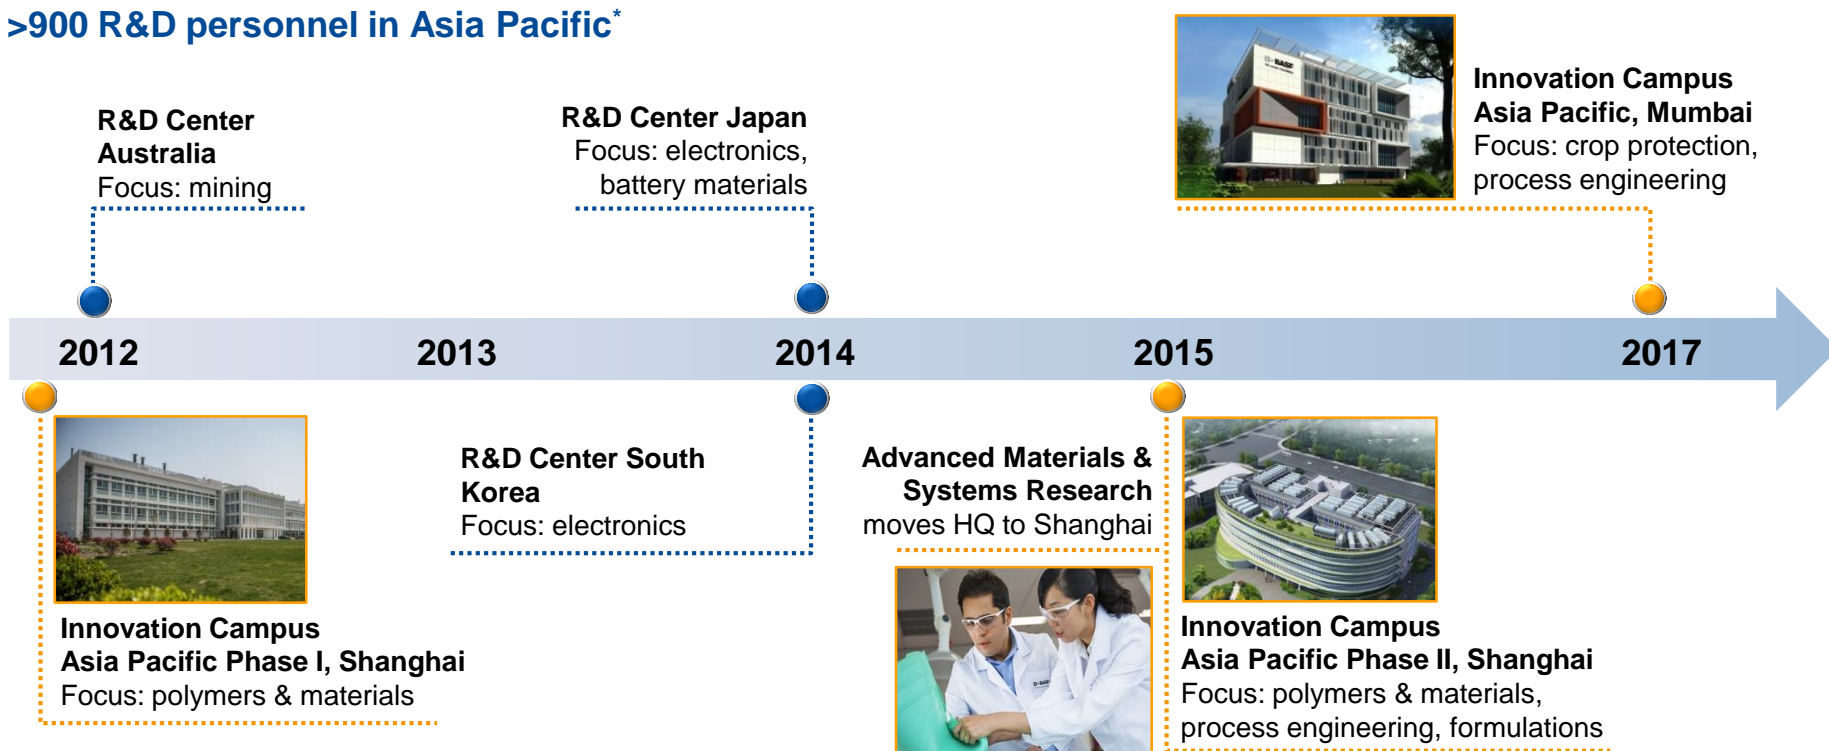 >900 R&D personnel in Asia Pacific*
R&D Center
Australia
Focus: mining
R&D Center Japan
Focus: electronics,
battery materials
BASF
Innovation Campus
Asia Pacific, Mumbai
Focus: crop protection,
process engineering
2012
2013
2014
2015
2017
R&D Center South
Korea
Focus: electronics
Advanced Materials &
Systems Research
moves HQ to Shanghai
Innovation Campus
Asia Pacific Phase I, Shanghai
Focus: polymers & materials
BASF
Innovation Campus
Asia Pacific Phase II, Shanghai
Focus: polymers & materials,
process engineering, formulations